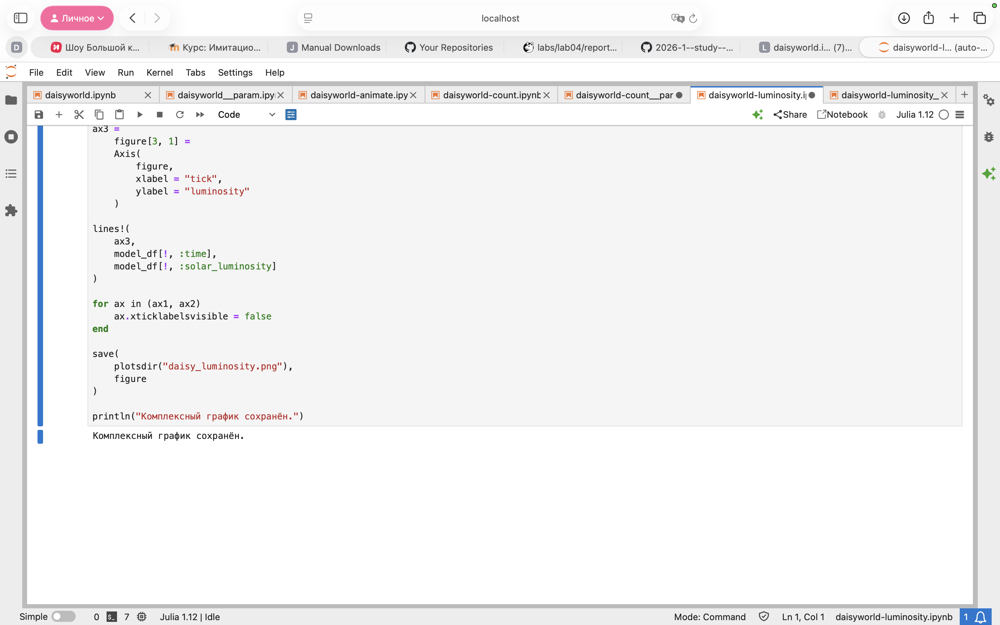 Личное
localhost
D
Шоу Большой к...
Курс: Имитацио...
J Manual Downloads
Your Repositories
labs/lab04/report...
2026-1--study--...
L daisyworld.i... (7)...
daisyworld-l... (auto-...
File Edit View Run Kernel Tabs Settings Help
daisyworld.ipynb
daisyworld__param.ipy
daisyworld-animate.ipy
daisyworld-count.ipynb
daisyworld-count__par
daisyworld-luminosity.i
daisyworld-luminosity_
Code
Share
Notebook
Julia 1.12
ax3 =
    figure[3, 1] =
    Axis(
        figure,
        xlabel = "tick",
        ylabel = "luminosity"
    )
lines!(
    ax3,
    model_df[!, :time],
    model_df[!, :solar_luminosity]
)
for ax in (ax1, ax2)
    ax.xticklabelsvisible = false
end
save(
    plotsdir("daisy_luminosity.png"),
    figure
)
println("Комплексный график сохранён.")
Комплексный график сохранён.
Simple 0 $_ 7 Julia 1.12 | Idle
Mode: Command Ln 1, Col 1 daisyworld-luminosity.ipynb 1